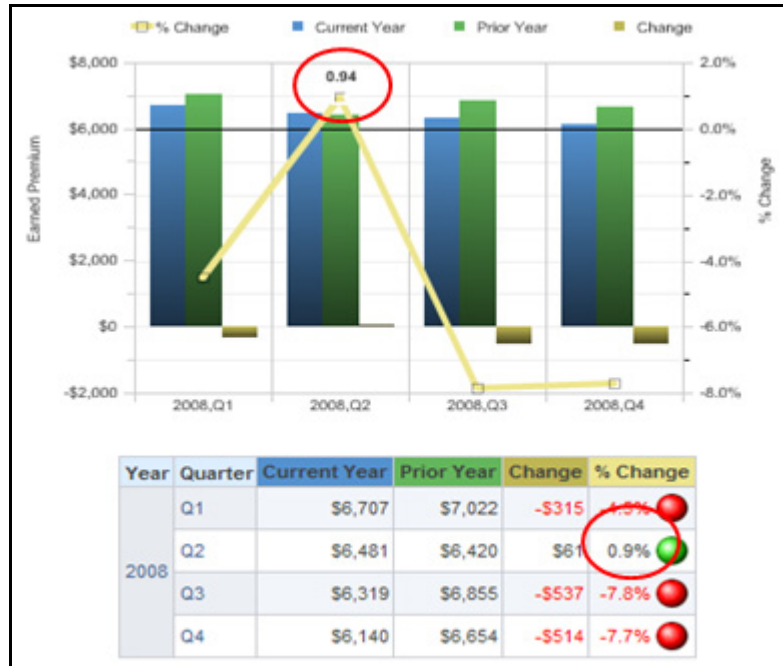 % Change Current Year Prior Year Change
$8,000 2.0%
0.94
$6,000 0.0%
$4,000 -2.0%
$2,000 -4.0%
$0 -6.0%
-$2,000 -8.0%
Earned Premium
% Change
2008,Q1 2008,Q2 2008,Q3 2008,Q4
Year Quarter Current Year Prior Year Change % Change
2008
Q1 $6,707 $7,022 -$315 -4.5%
Q2 $6,481 $6,420 $61 0.9%
Q3 $6,319 $6,855 -$537 -7.8%
Q4 $6,140 $6,654 -$514 -7.7%